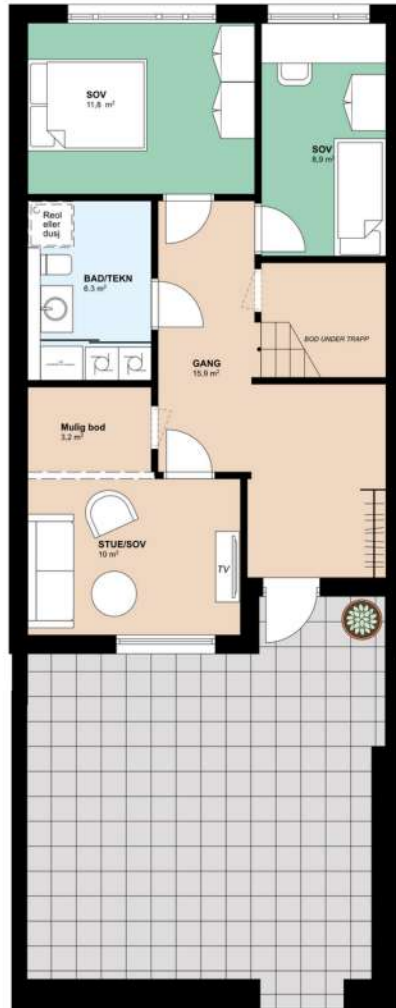 SOV
11,8 m²
SOV
8,9 m²
Reol
eller
dusj
BAD/TEKN
6.3 m²
BOD UNDER TRAPP
GANG
15,9 m²
Mulig bod
3,2 m²
STUE/SOV
10 m²
TV